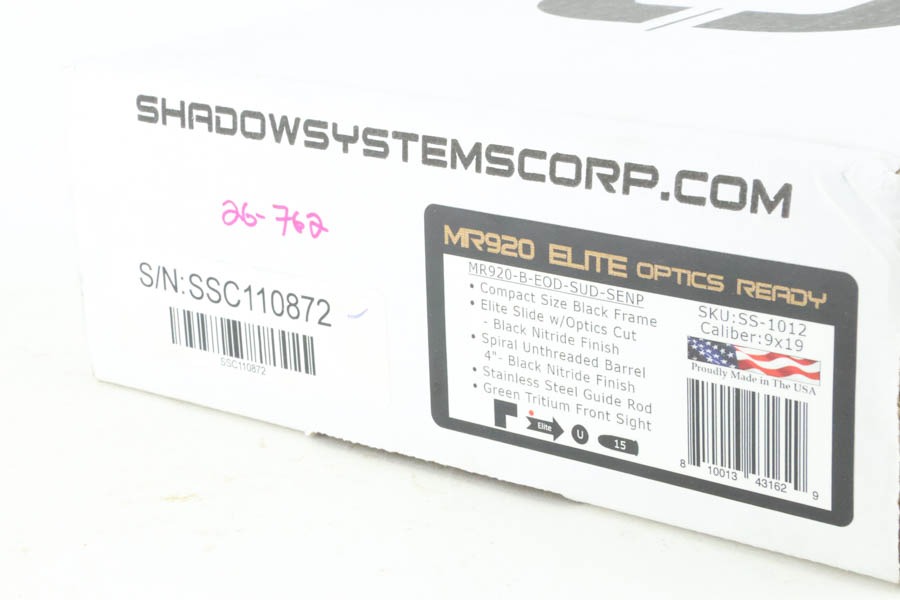 SHADOWSYSTEMSCORP.COM
26-762
S/N:SSC110872
SSC110872
MR920 ELITE OPTICS READY
MR920-B-EOD-SUD-SENP
• Compact Size Black Frame
• Elite Slide w/Optics Cut
- Black Nitride Finish
• Spiral Unthreaded Barrel
4"- Black Nitride Finish
• Stainless Steel Guide Rod
• Green Tritium Front Sight
Elite
U
15
SKU:SS-1012
Caliber:9x19
Proudly Made in The USA
8 10013 43162 9